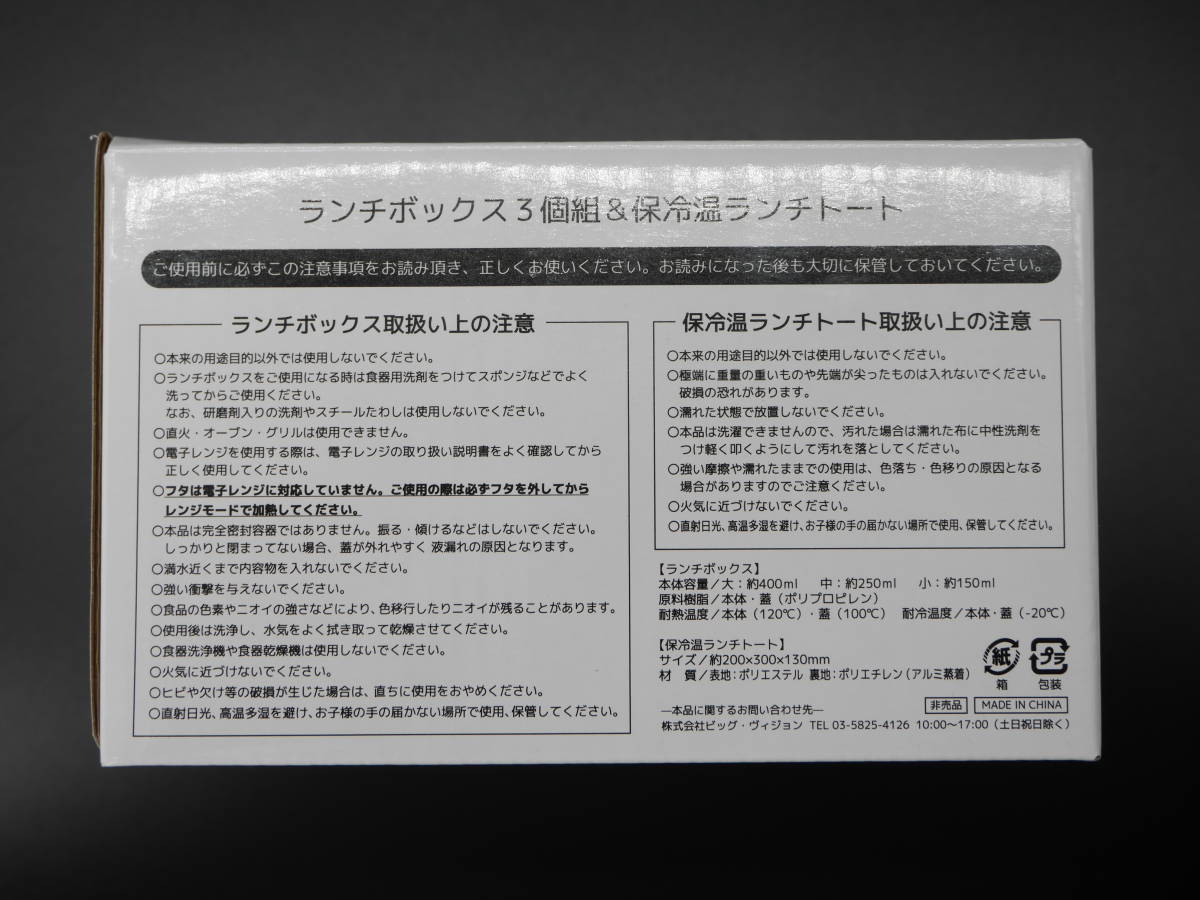 ランチボックス3個組&保冷温ランチトート
ご使用前に必ずこの注意事項をお読み頂き、正しくお使いください。お読みになった後も大切に保管しておいてください。
ランチボックス取扱い上の注意
○本来の用途目的以外では使用しないでください。
○ランチボックスをご使用になる時は食器用洗剤をつけてスポンジなどでよく
洗ってからご使用ください。
なお、研磨剤入りの洗剤やスチールたわしは使用しないでください。
○直火・オーブン・グリルは使用できません。
○電子レンジを使用する際は、電子レンジの取り扱い説明書をよく確認してから
正しく使用してください。
○フタは電子レンジに対応していません。ご使用の際は必ずフタを外してから
レンジモードで加熱してください。
○本品は完全密封容器ではありません。振る・傾けるなどはしないでください。
しっかりと閉まってない場合、蓋が外れやすく 液漏れの原因となります。
○満水近くまで内容物を入れないでください。
○強い衝撃を与えないでください。
○食品の色素やニオイの強さなどにより、色移行したりニオイが残ることがあります。
○使用後は洗浄し、水気をよく拭き取って乾燥させてください。
○食器洗浄機や食器乾燥機は使用しないでください。
○火気に近づけないでください。
○ヒビや欠け等の破損が生じた場合は、直ちに使用をおやめください。
○直射日光、高温多湿を避け、お子様の手の届かない場所で使用、保管してください。
保冷温ランチトート取扱い上の注意
○本来の用途目的以外では使用しないでください。
○極端に重量の重いものや先端が尖ったものは入れないでください。
破損の恐れがあります。
○濡れた状態で放置しないでください。
○本品は洗濯できませんので、汚れた場合は濡れた布に中性洗剤を
つけ軽く叩くようにして汚れを落としてください。
○強い摩擦や濡れたままでの使用は、色落ち・色移りの原因となる
場合がありますのでご注意ください。
○火気に近づけないでください。
○直射日光、高温多湿を避け、お子様の手の届かない場所で使用、保管してください。
【ランチボックス】
本体容量/大:約400ml 中:約250ml 小:約150ml
原料樹脂/本体・蓋(ポリプロピレン)
耐熱温度/本体(120℃)・蓋(100℃) 耐冷温度/本体・蓋(-20℃)
【保冷温ランチトート】
サイズ/約200×300×130mm
材 質/表地:ポリエステル 裏地:ポリエチレン(アルミ蒸着)
紙
箱
プラ
包装
非売品
MADE IN CHINA
―本品に関するお問い合わせ先―
株式会社ビッグ・ヴィジョン TEL 03-5825-4126 10:00〜17:00(土日祝日除く)